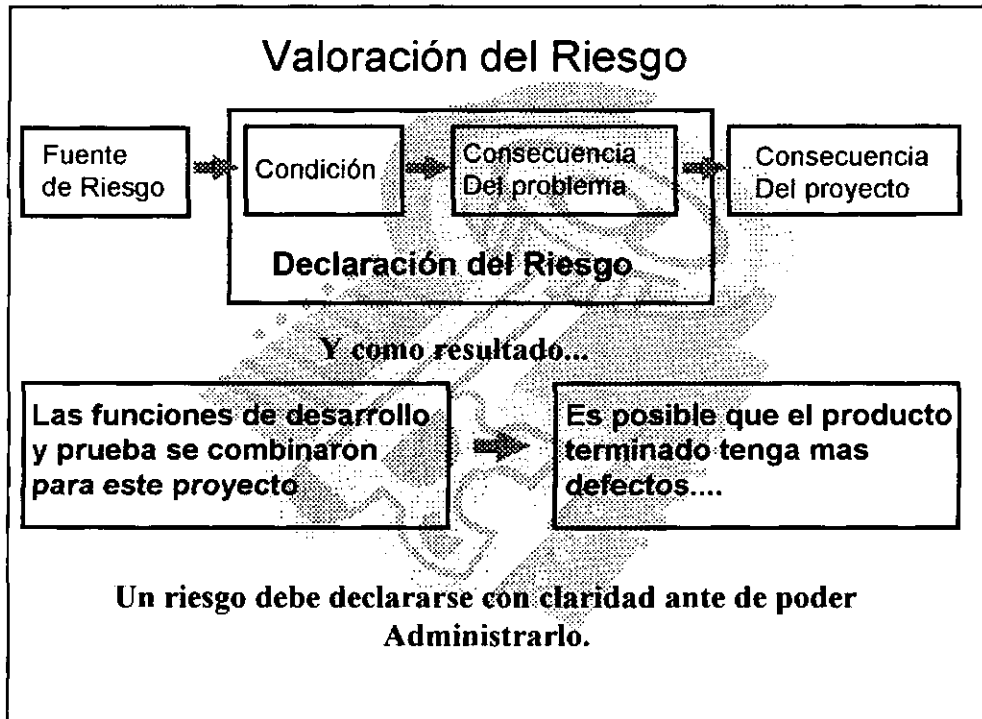 Valoración del Riesgo
Fuente
de Riesgo
Condición
Consecuencia
Del problema
Consecuencia
Del proyecto
Declaración del Riesgo
Y como resultado...
Las funciones de desarrollo
y prueba se combinaron
para este proyecto
Es posible que el producto
terminado tenga mas
defectos....
Un riesgo debe declararse con claridad ante de poder
Administrarlo.